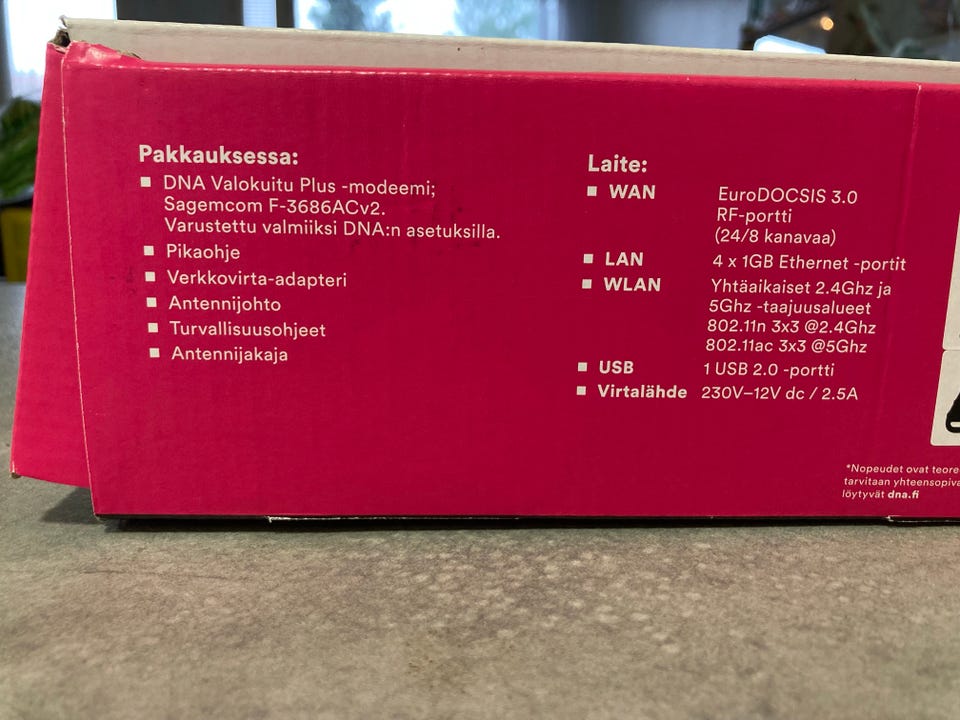 Pakkauksessa:
DNA Valokuitu Plus -modeemi;
Sagemcom F-3686ACv2.
Varustettu valmiiksi DNA:n asetuksilla.
Pikaohje
Verkkovirta-adapteri
Antennijohto
Turvallisuusohjeet
Antennijakaja
Laite:
WAN EuroDOCSIS 3.0
RF-portti
(24/8 kanavaa)
LAN 4 x 1GB Ethernet -portit
WLAN Yhtäaikaiset 2.4Ghz ja
5Ghz -taajuusalueet
802.11n 3x3 @2.4Ghz
802.11ac 3x3 @5Ghz
USB 1 USB 2.0 -portti
Virtalähde 230V–12V dc / 2.5A
*Nopeudet ovat
tarvitaan
löytyvät dna.fi